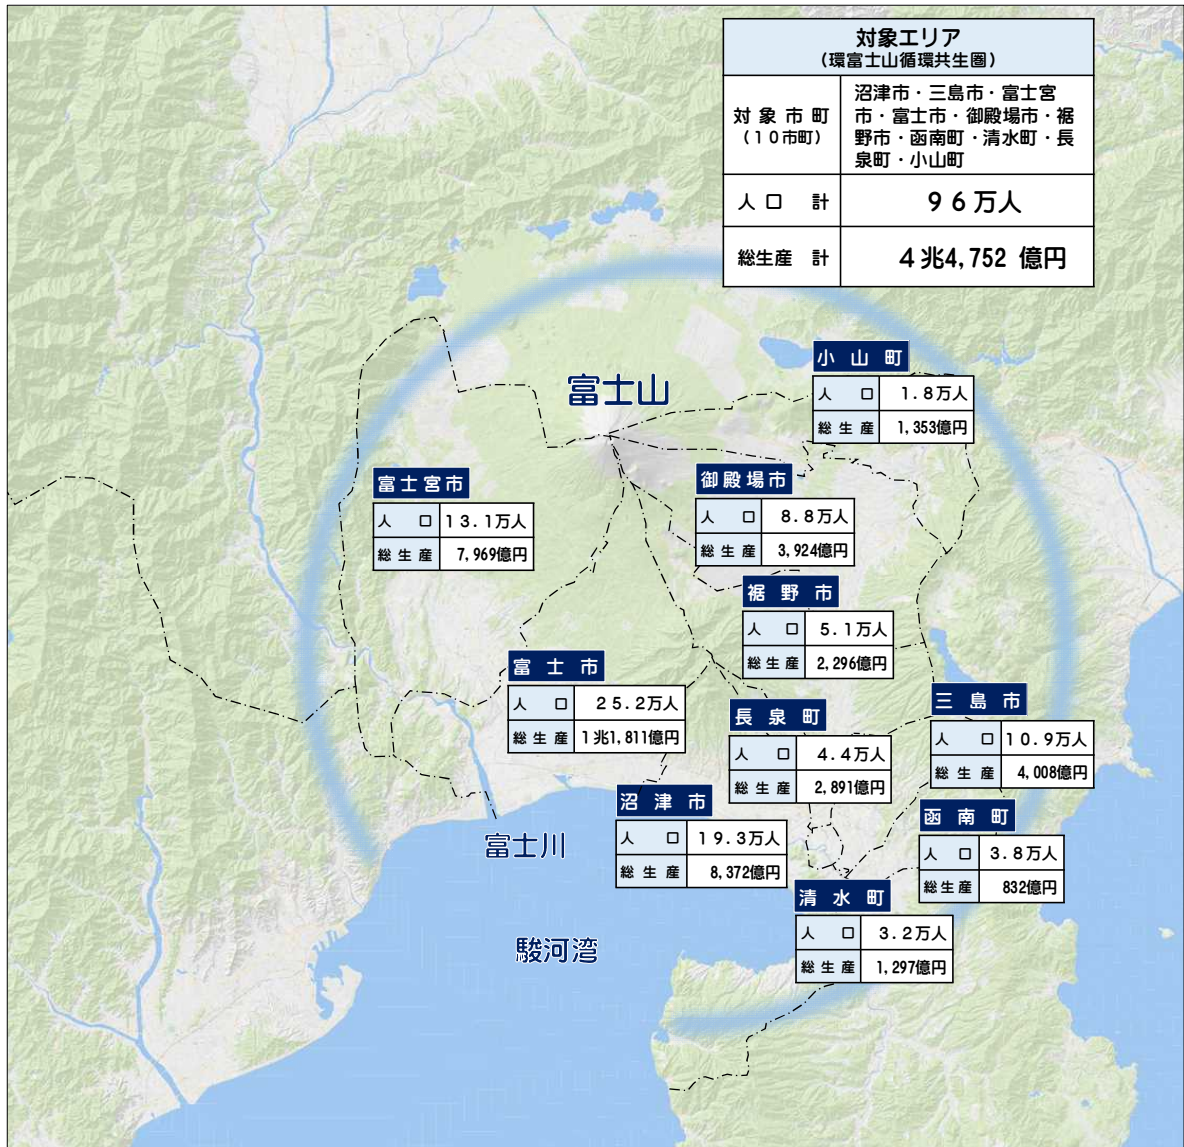 対象エリア
(環富士山循環共生圏)
対象市町
(10市町)
沼津市・三島市・富士宮
市・富士市・御殿場市・裾
野市・函南町・清水町・長
泉町・小山町
人口 計
96万人
総生産 計
4兆4,752 億円
小山町
人 口 1.8万人
総生産 1,353億円
富士山
富士宮市
人 口 13.1万人
総生産 7,969億円
御殿場市
人 口 8.8万人
総生産 3,924億円
裾野市
人 口 5.1万人
総生産 2,296億円
富士市
人 口 25.2万人
総生産 1兆1,811億円
長泉町
人 口 4.4万人
総生産 2,891億円
三島市
人 口 10.9万人
総生産 4,008億円
沼津市
人 口 19.3万人
総生産 8,372億円
函南町
人 口 3.8万人
総生産 832億円
富士川
清水町
人 口 3.2万人
総生産 1,297億円
駿河湾